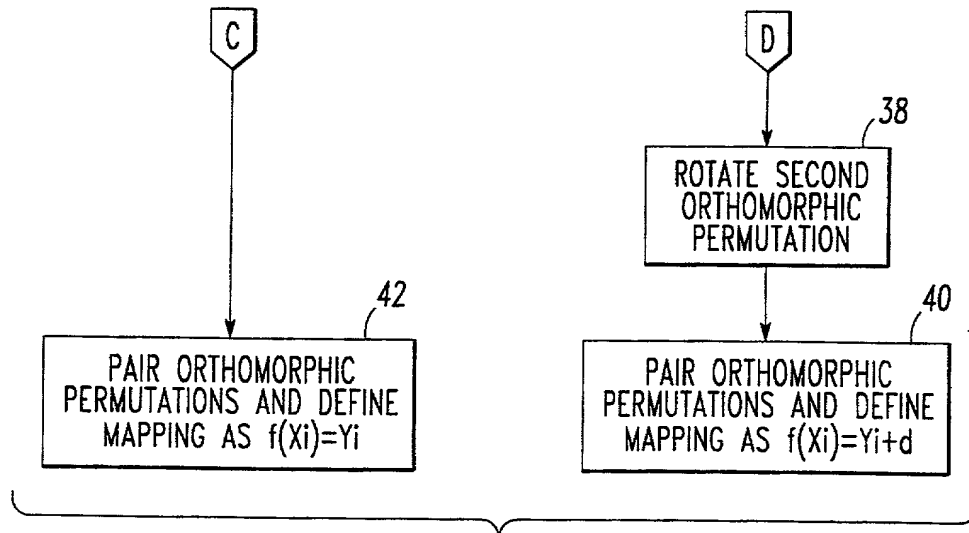 C
D
38
ROTATE SECOND
ORTHOMORPHIC
PERMUTATION
42
PAIR ORTHOMORPHIC
PERMUTATIONS AND DEFINE
MAPPING AS f(Xi)=Yi
40
PAIR ORTHOMORPHIC
PERMUTATIONS AND DEFINE
MAPPING AS f(Xi)=Yi+d